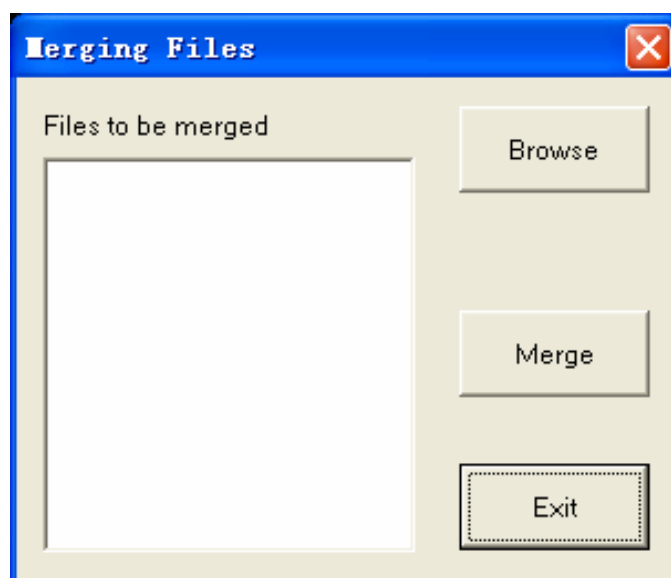 Merging Files
Files to be merged
Browse
Merge
Exit